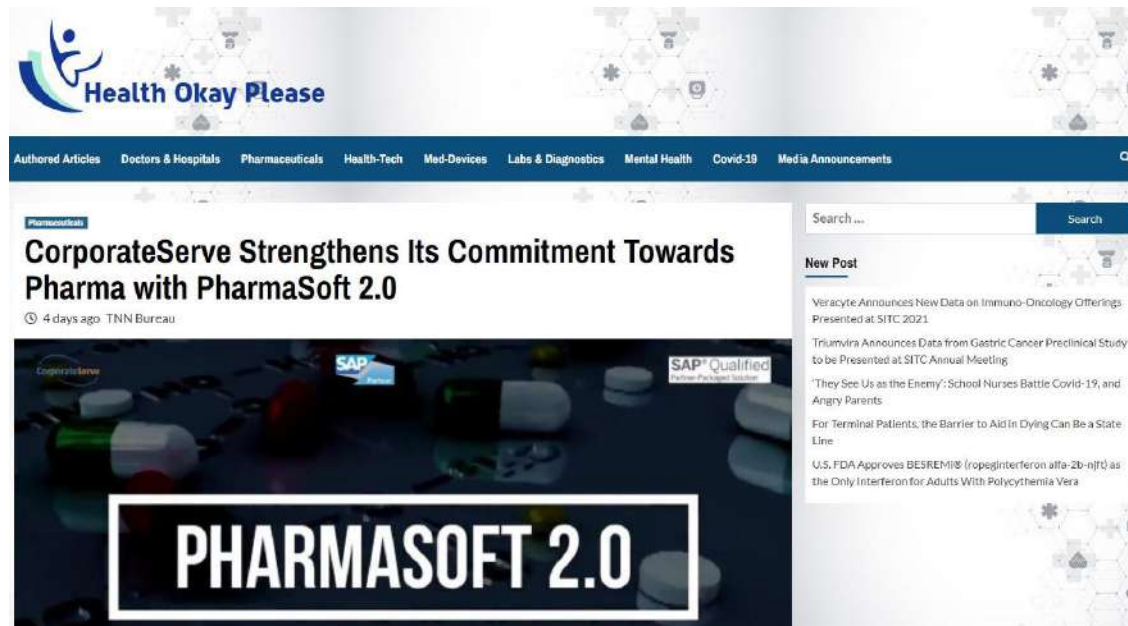 Health Okay Please
Authored Articles Doctors & Hospitals Pharmaceuticals Health-Tech Med-Devices Labs & Diagnostics Mental Health Covid-19 Media Announcements
Pharmaceuticals
CorporateServe Strengthens Its Commitment Towards
Pharma with PharmaSoft 2.0
4 days ago TNN Bureau
CorporateServe
SAP
Partner
SAP® Qualified
Partner-Packaged Solution
PHARMASOFT 2.0
Search ...
Search
New Post
Veracyte Announces New Data on Immuno-Oncology Offerings
Presented at SITC 2021
Triumvira Announces Data from Gastric Cancer Preclinical Study
to be Presented at SITC Annual Meeting
'They See Us as the Enemy': School Nurses Battle Covid-19, and
Angry Parents
For Terminal Patients, the Barrier to Aid in Dying Can Be a State
Line
U.S. FDA Approves BESREMi® (ropeginterferon alfa-2b-njft) as
the Only Interferon for Adults With Polycythemia Vera